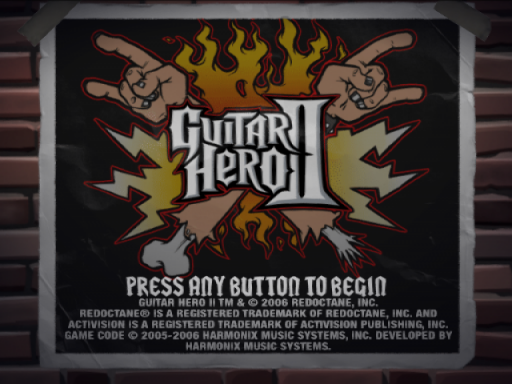 GUITAR II
HERO
PRESS ANY BUTTON TO BEGIN
GUITAR HERO II TM & © 2006 REDOCTANE, INC.
REDOCTANE® IS A REGISTERED TRADEMARK OF REDOCTANE, INC. AND
ACTIVISION IS A REGISTERED TRADEMARK OF ACTIVISION PUBLISHING, INC.
GAME CODE © 2005-2006 HARMONIX MUSIC SYSTEMS, INC. DEVELOPED BY
HARMONIX MUSIC SYSTEMS.